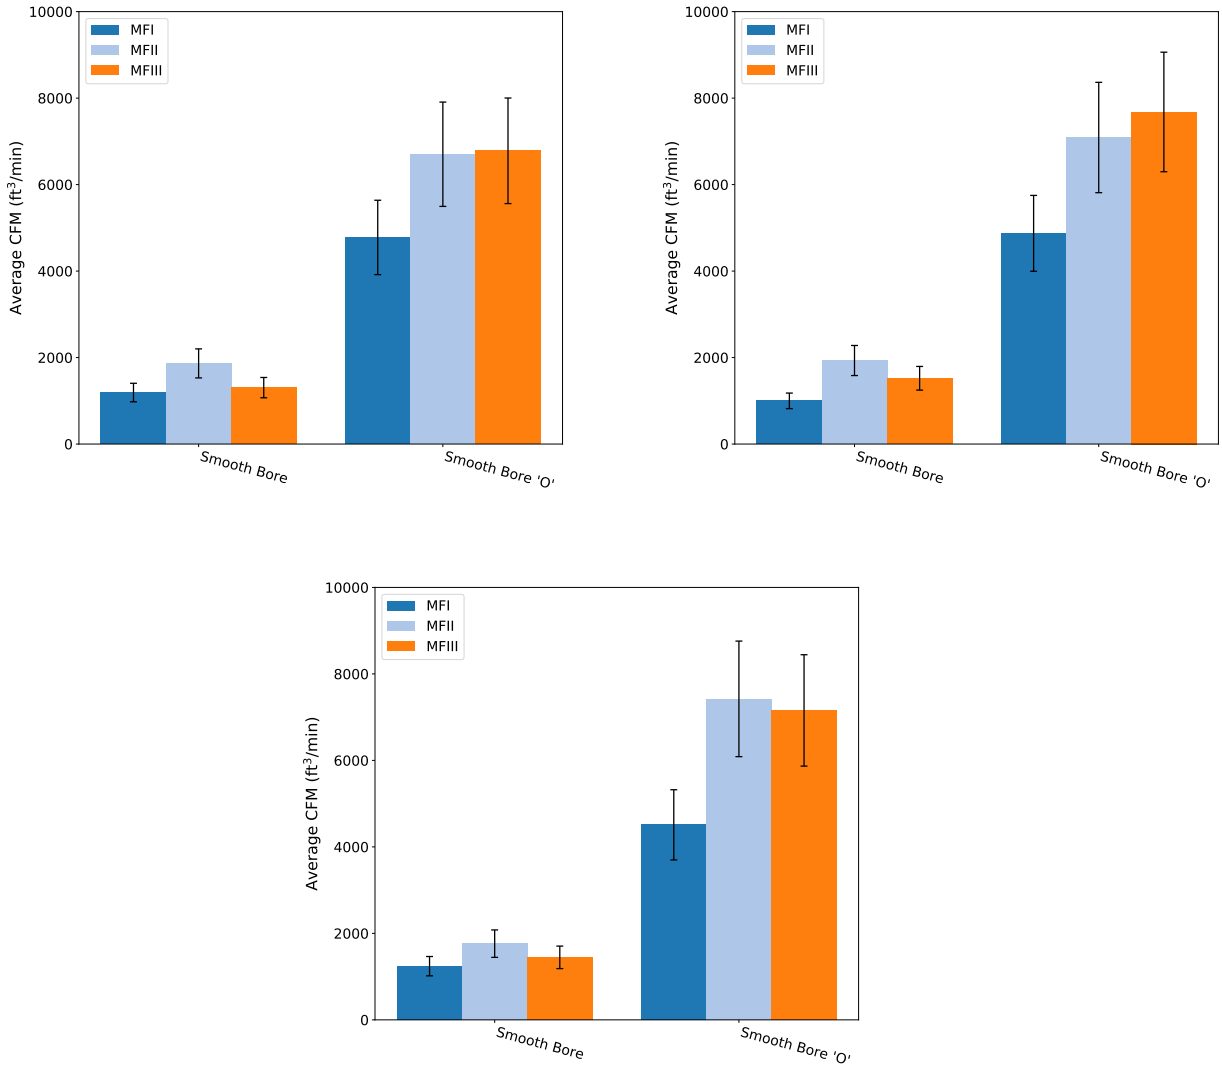 10000
8000
6000
4000
2000
0
Average CFM (ft³/min)
MFI
MFII
MFIII
Smooth Bore
Smooth Bore 'O'
10000
8000
6000
4000
2000
0
Average CFM (ft³/min)
MFI
MFII
MFIII
Smooth Bore
Smooth Bore 'O'
10000
8000
6000
4000
2000
0
Average CFM (ft³/min)
MFI
MFII
MFIII
Smooth Bore
Smooth Bore 'O'